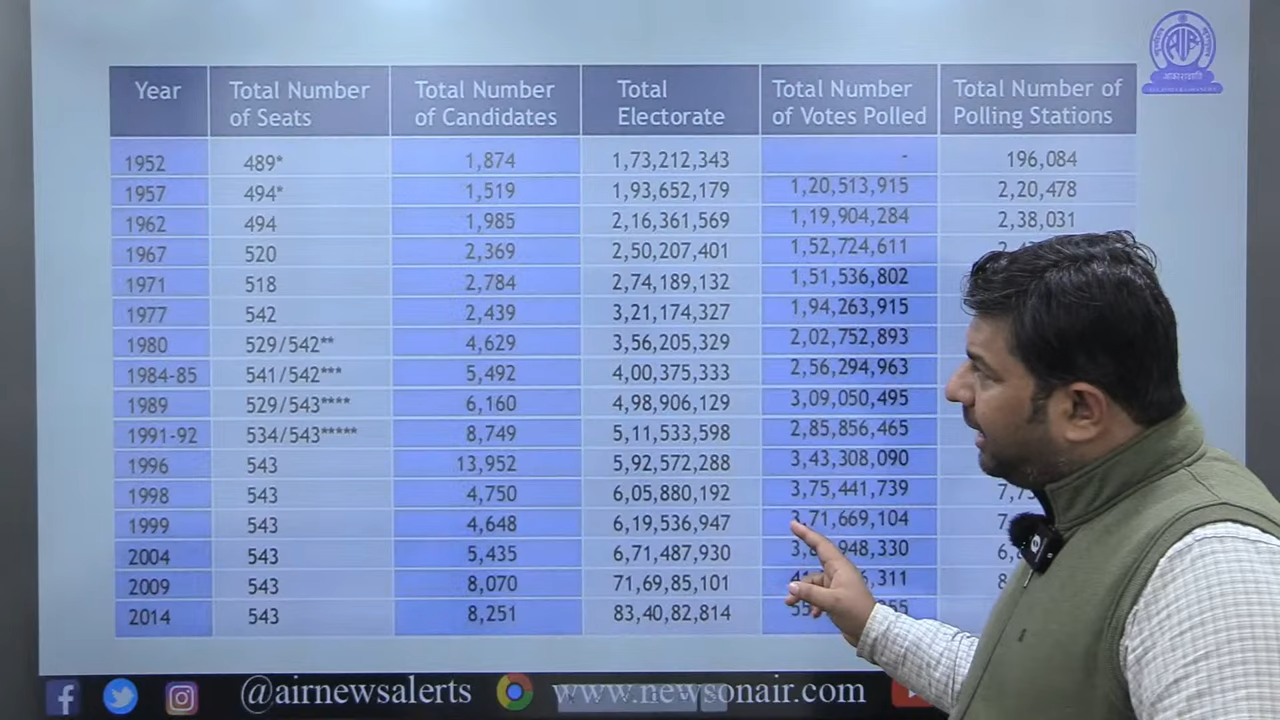 AIR
आकाशवाणी
Year Total Number of Seats Total Number of Candidates Total Electorate Total Number of Votes Polled Total Number of Polling Stations
1952 489* 1,874 1,73,212,343 - 196,084
1957 494* 1,519 1,93,652,179 1,20,513,915 2,20,478
1962 494 1,985 2,16,361,569 1,19,904,284 2,38,031
1967 520 2,369 2,50,207,401 1,52,724,611
1971 518 2,784 2,74,189,132 1,51,536,802
1977 542 2,439 3,21,174,327 1,94,263,915
1980 529/542** 4,629 3,56,205,329 2,02,752,893
1984-85 541/542*** 5,492 4,00,375,333 2,56,294,963
1989 529/543**** 6,160 4,98,906,129 3,09,050,495
1991-92 534/543***** 8,749 5,11,533,598 2,85,856,465
1996 543 13,952 5,92,572,288 3,43,308,090
1998 543 4,750 6,05,880,192 3,75,441,739
1999 543 4,648 6,19,536,947 3,71,669,104
2004 543 5,435 6,71,487,930
2009 543 8,070 71,69,85,101
2014 543 8,251 83,40,82,814
@airnewsalerts www.newsonair.com